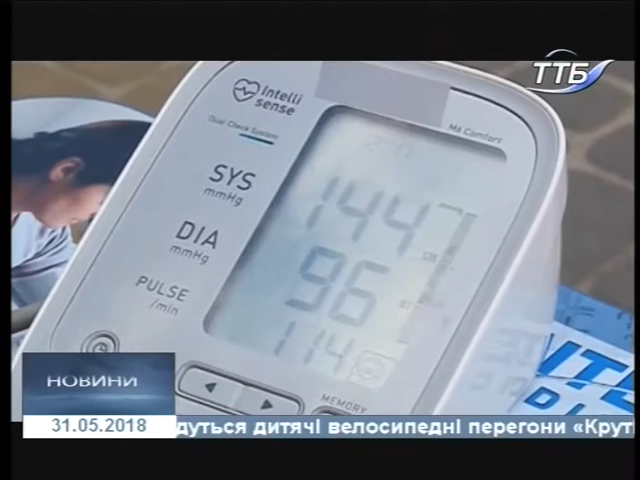 ТТБ
Intelli
sense
Dual Check System
M6 Comfort
SYS
mmHg
144
DIA
mmHg
96
PULSE
/min
114
MEMORY
НОВИНИ
31.05.2018
дуться дитячі велосипедні перегони «Крут